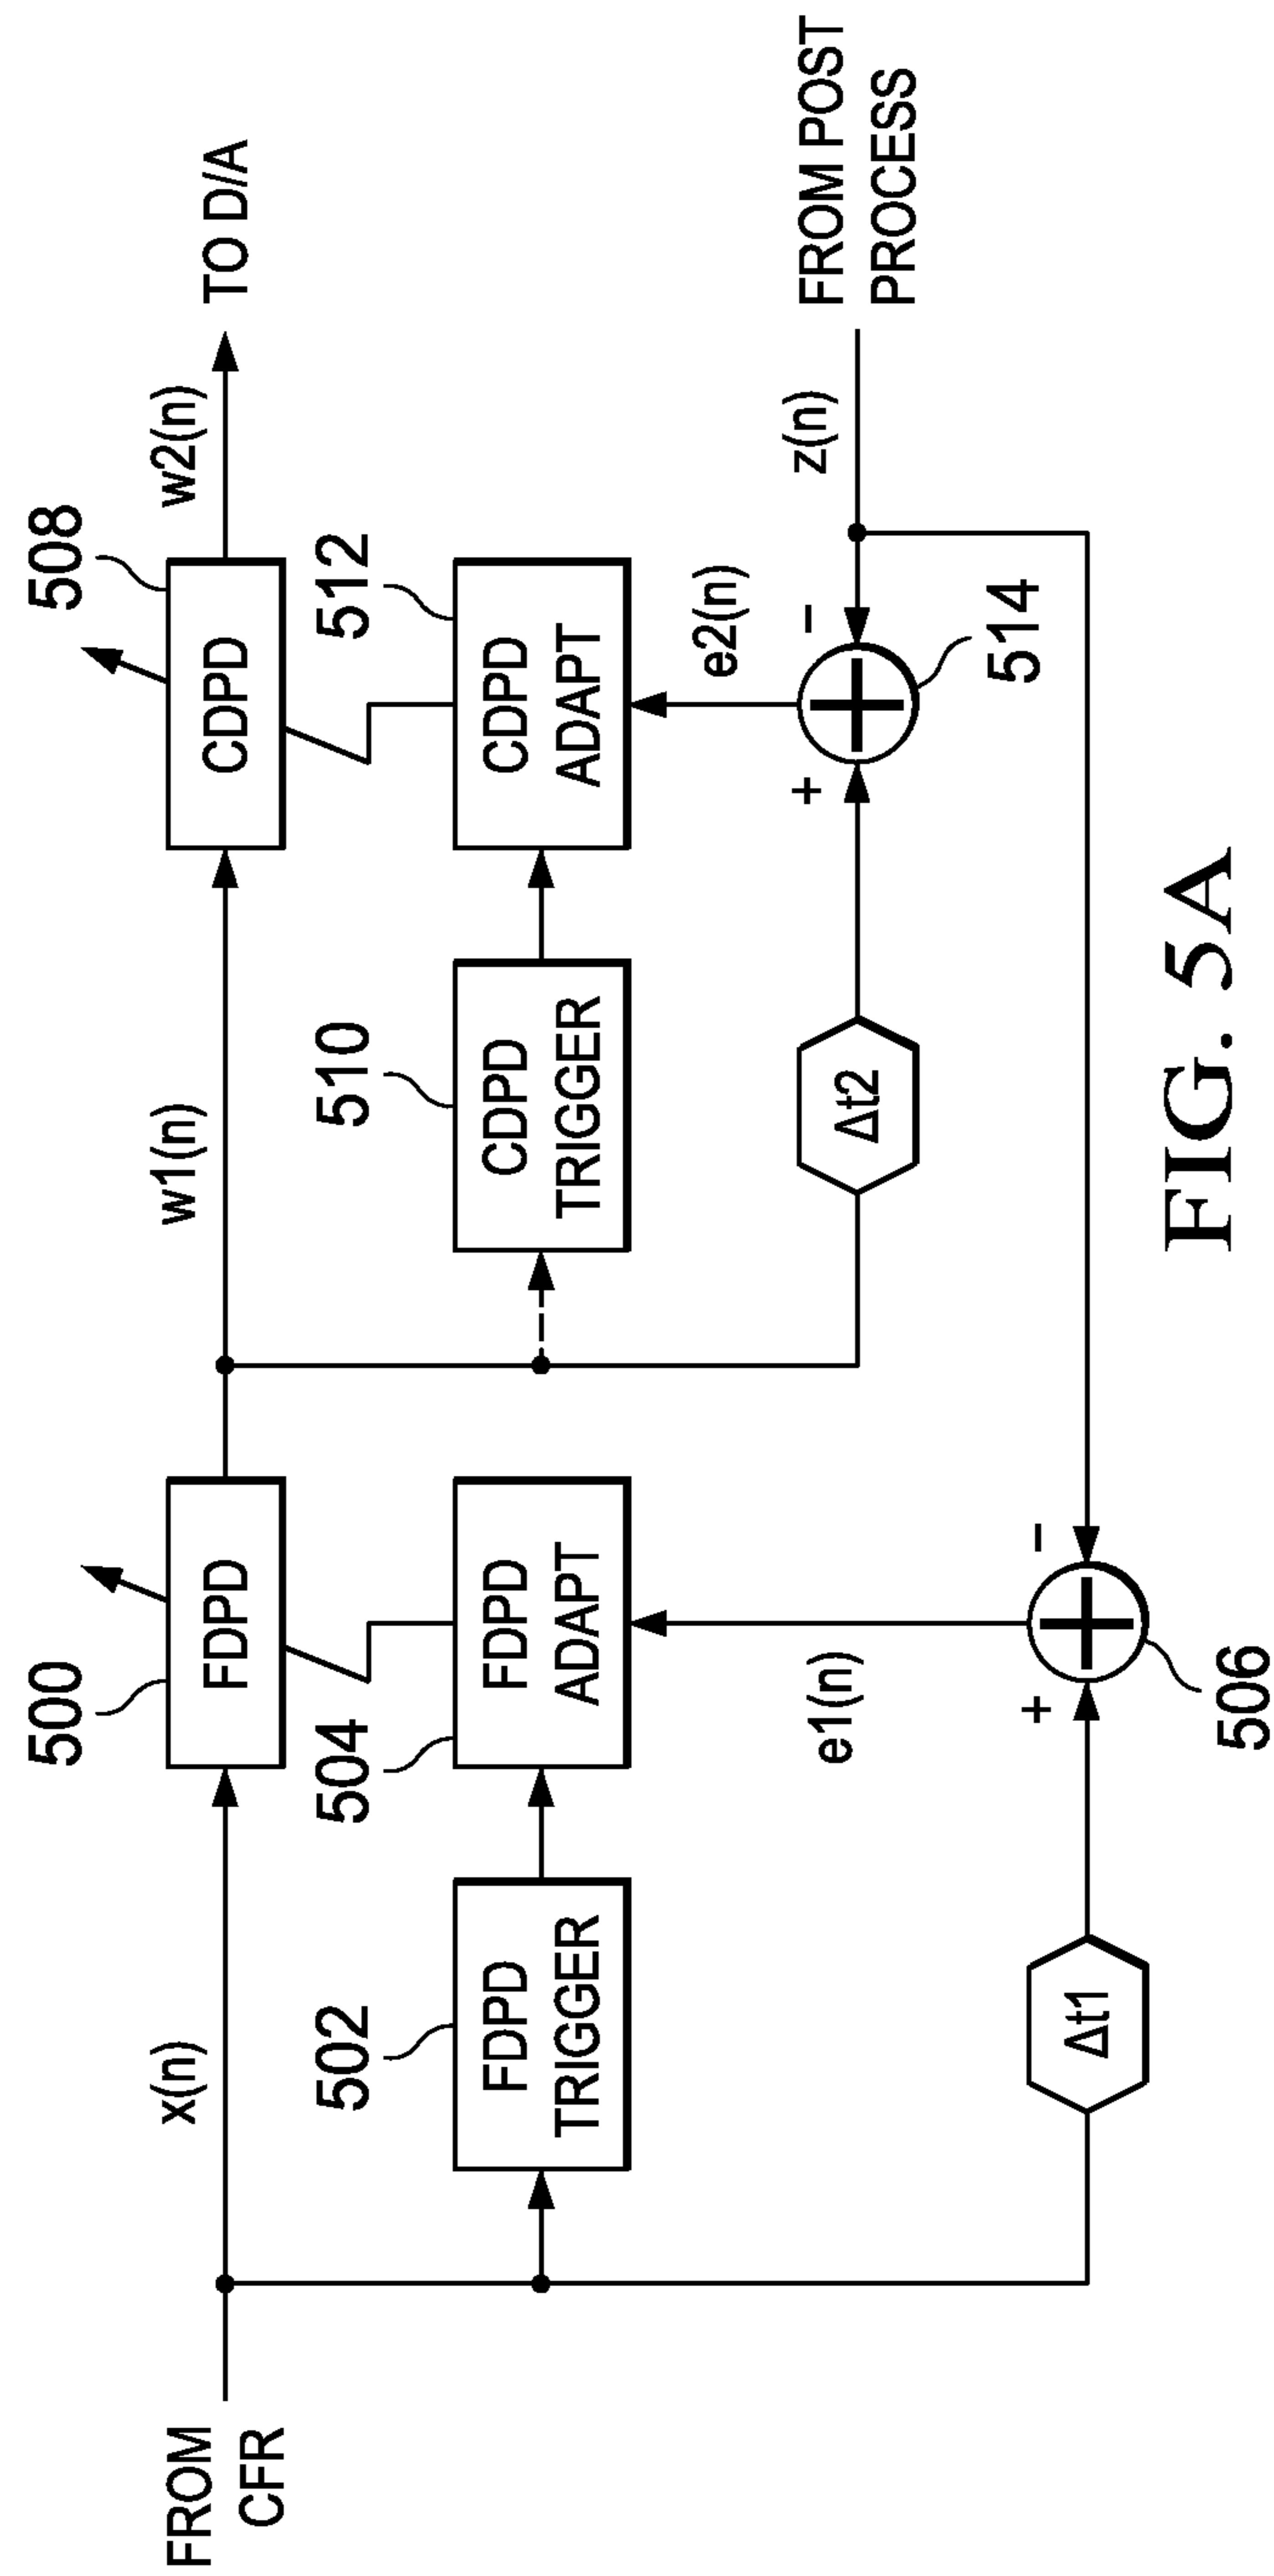 FROM
CFR
x(n)
500
FDPD
w1(n)
508
CDPD
w2(n)
TO D/A
502
FDPD
TRIGGER
504
FDPD
ADAPT
510
CDPD
TRIGGER
512
CDPD
ADAPT
e1(n)
e2(n)
Δt2
+
−
514
z(n)
FROM POST
PROCESS
Δt1
+
−
506
FIG. 5A